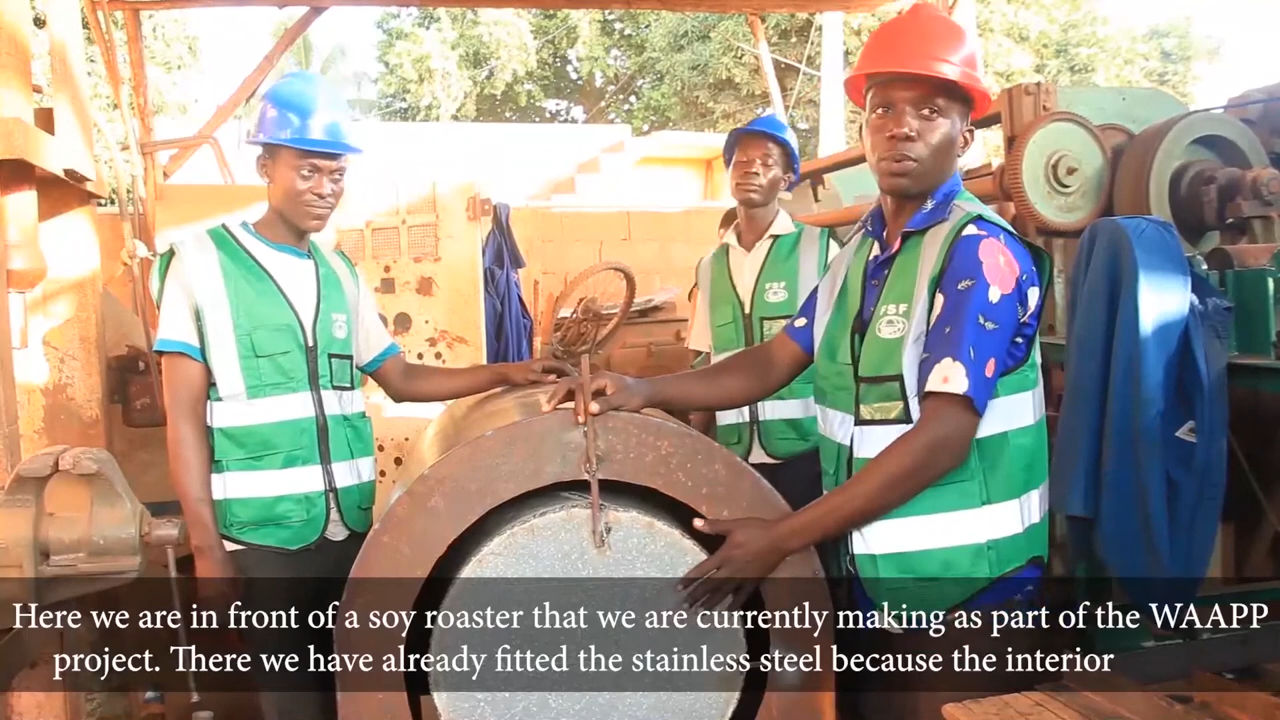 FSF
FSF
FSF
Here we are in front of a soy roaster that we are currently making as part of the WAAPP
project. There we have already fitted the stainless steel because the interior